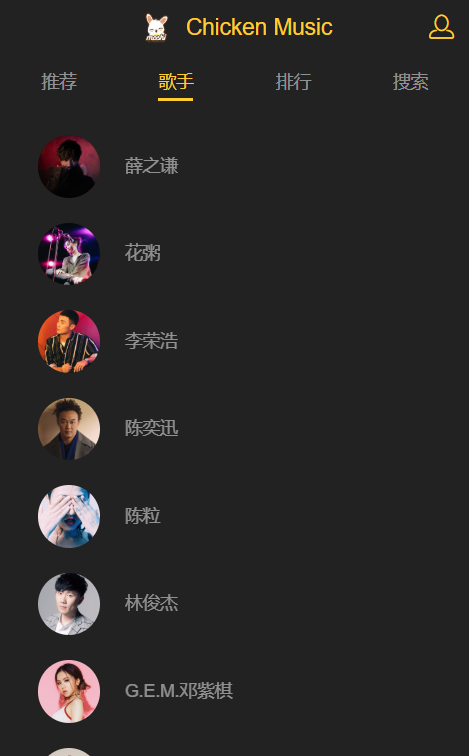 Chicken Music
推荐 歌手 排行 搜索
薛之谦
花粥
李荣浩
陈奕迅
陈粒
林俊杰
G.E.M.邓紫棋